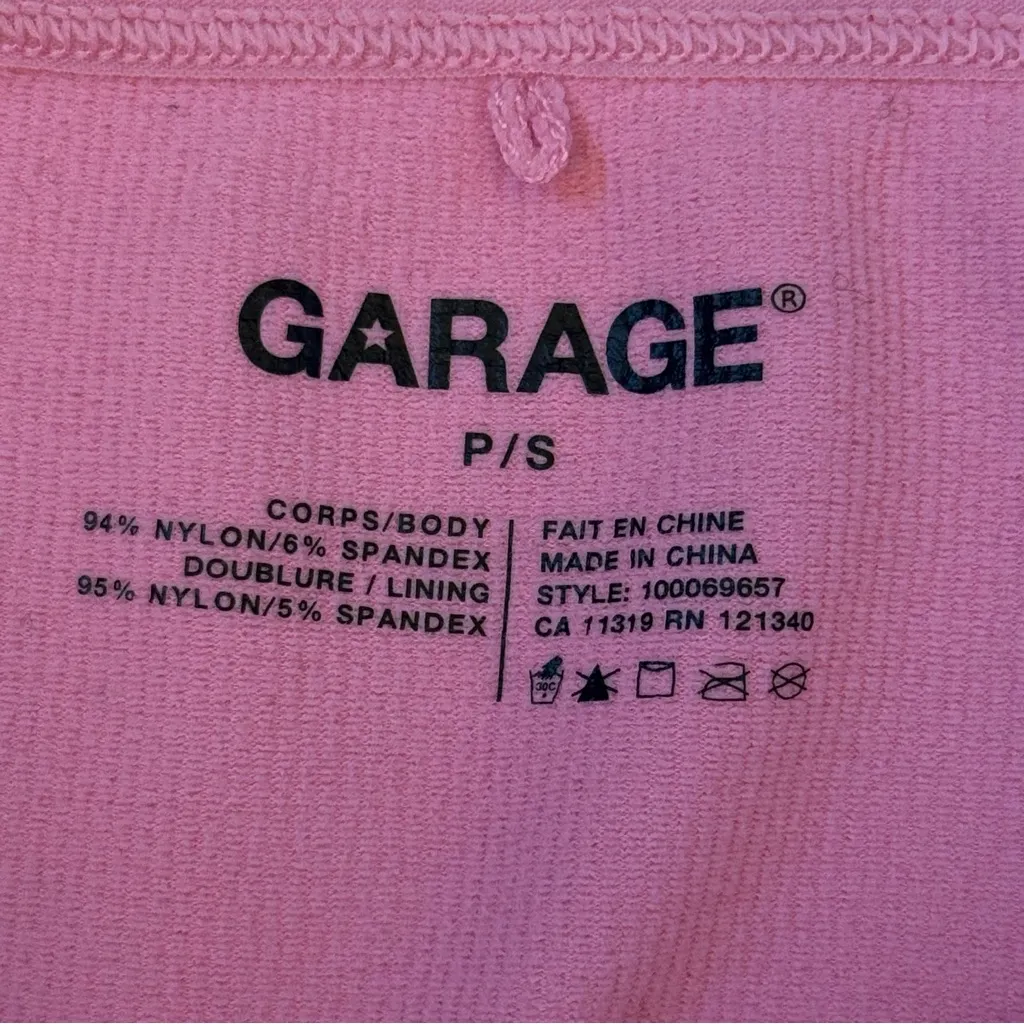 GARAGE®
P/S
CORPS/BODY
94% NYLON/6% SPANDEX
DOUBLURE / LINING
95% NYLON/5% SPANDEX
FAIT EN CHINE
MADE IN CHINA
STYLE: 100069657
CA 11319 RN 121340
30C